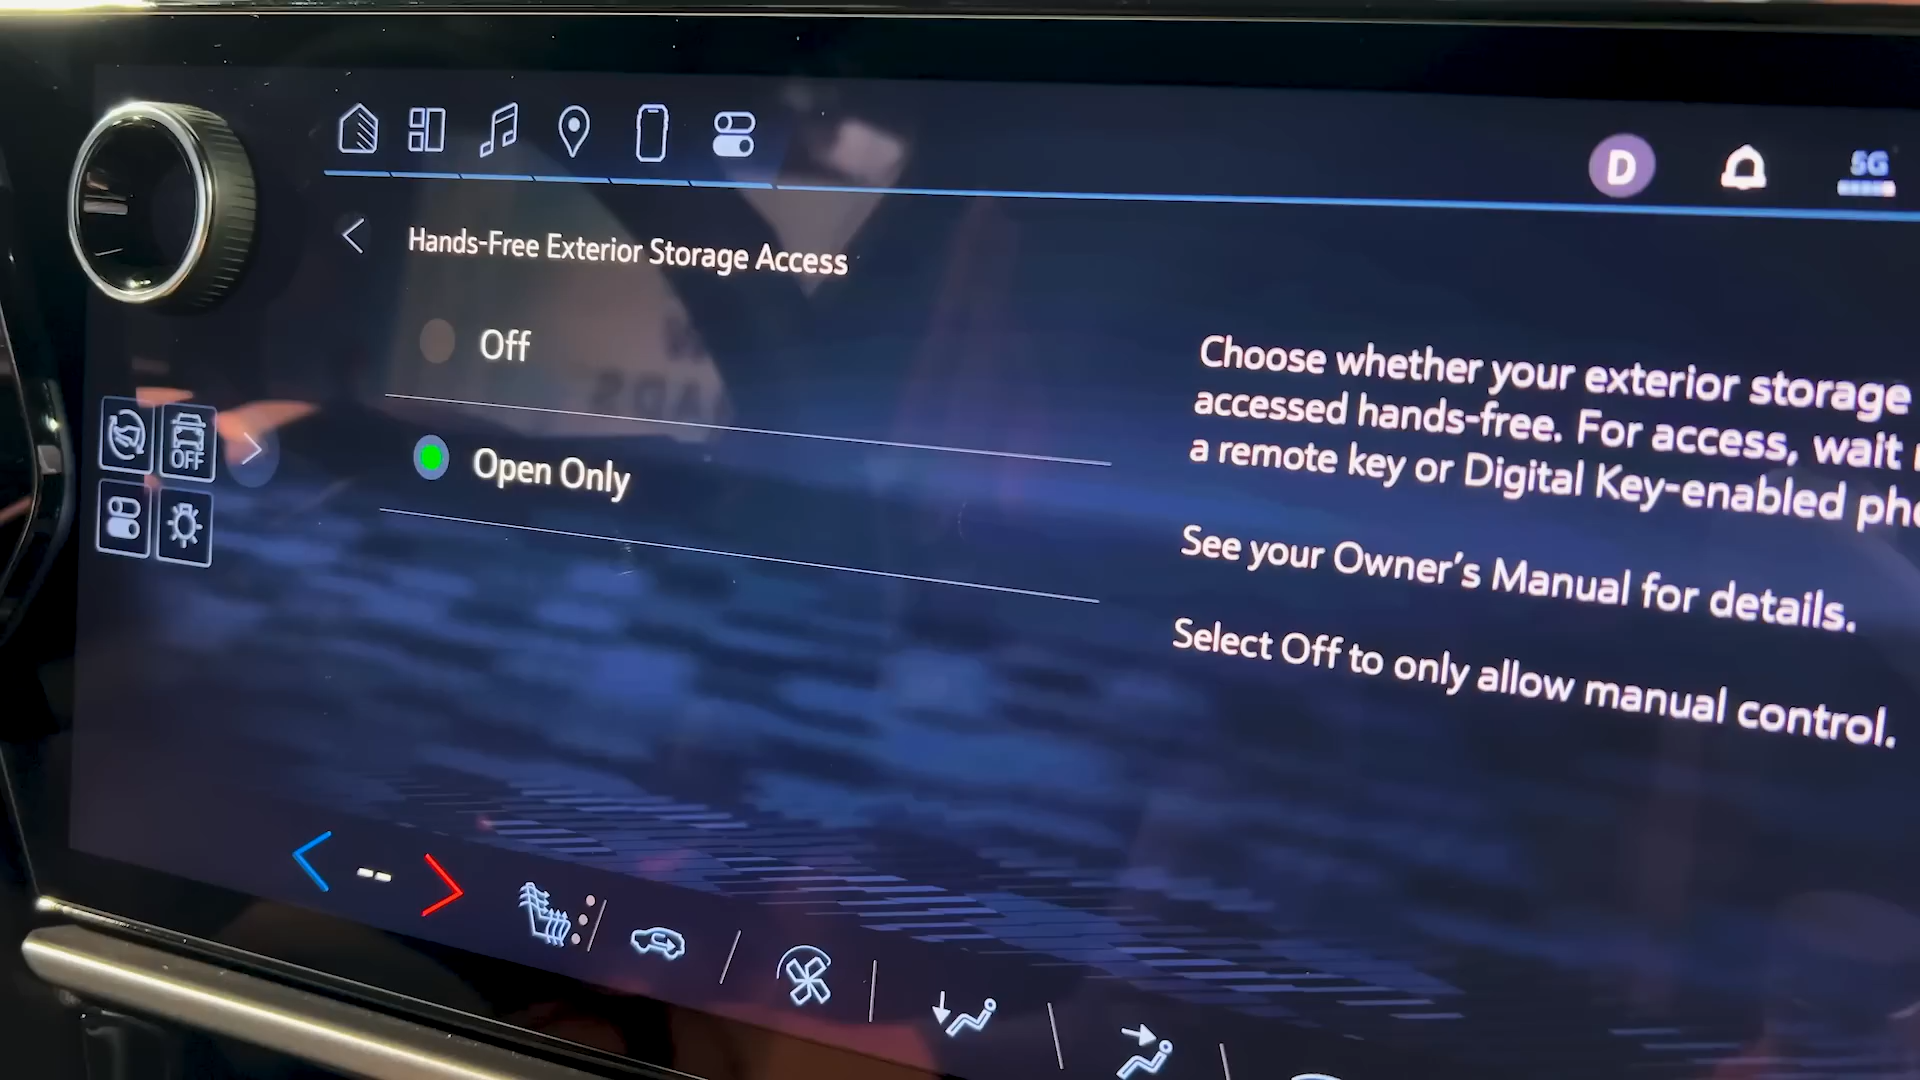 D
5G
Hands-Free Exterior Storage Access
Off
Open Only
OFF
Choose whether your exterior storage
accessed hands-free. For access, wait
a remote key or Digital Key-enabled
See your Owner's Manual for details.
Select Off to only allow manual control.
--